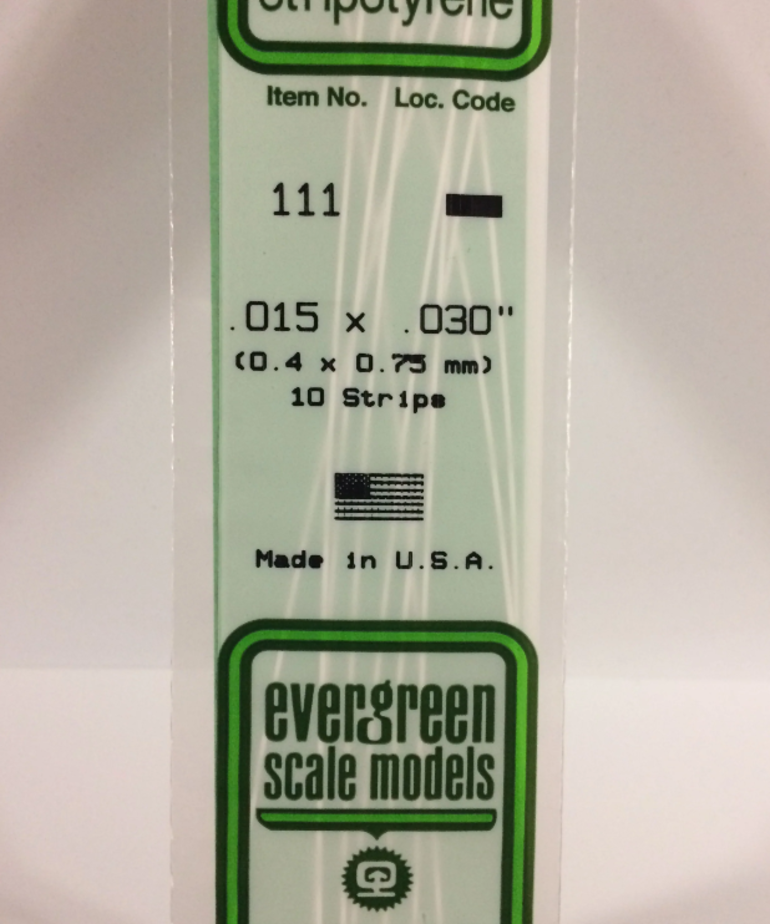 stripstyrene
Item No. Loc. Code
111
.015 x .030"
(0.4 x 0.75 mm)
10 Strips
Made in U.S.A.
evergreen
scale models